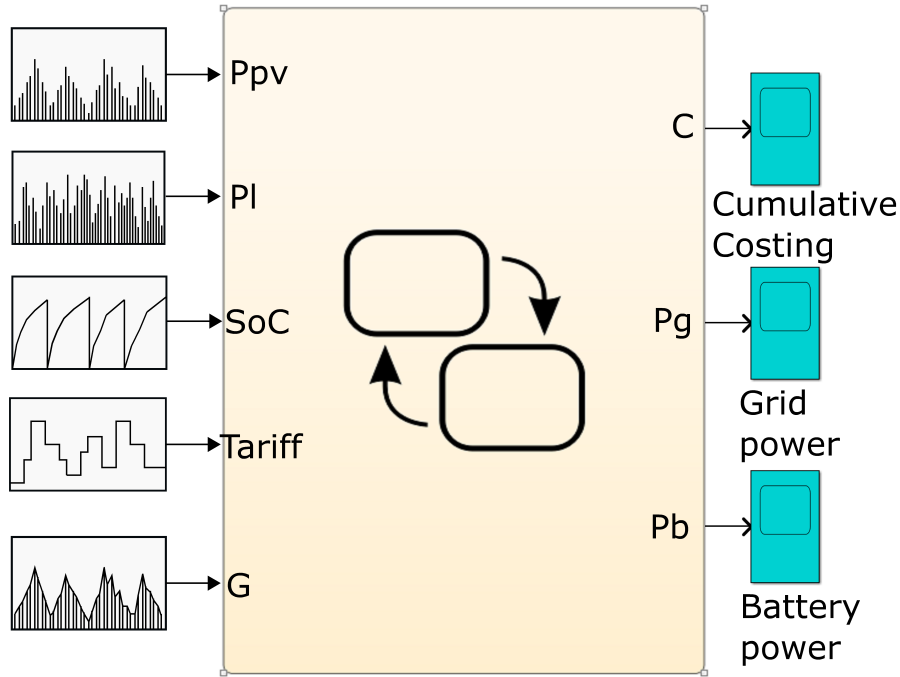 Ppv
Pl
SoC
Tariff
G
C
Cumulative
Costing
Pg
Grid
power
Pb
Battery
power